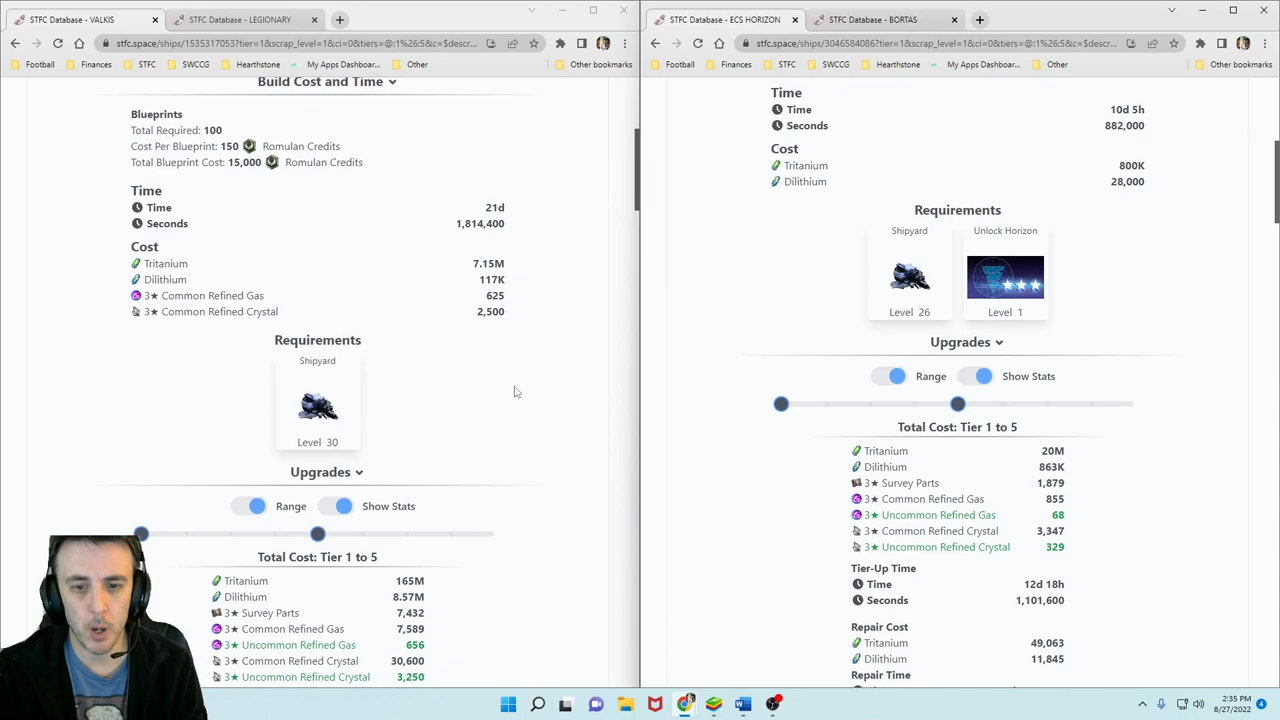 STFC Database - VALKIS
STFC Database - LEGIONARY
stfc.space/ships/1535317053?tier=1&scrap_level=1&ci=0&tiers=@:1%26:5&c=$descr...
Football
Finances
STFC
SWCCG
Hearthstone
My Apps Dashboar...
Other
Other bookmarks
Build Cost and Time
Blueprints
Total Required: 100
Cost Per Blueprint: 150 Romulan Credits
Total Blueprint Cost: 15,000 Romulan Credits
Time
Time 21d
Seconds 1,814,400
Cost
Tritanium 7.15M
Dilithium 117K
3★ Common Refined Gas 625
3★ Common Refined Crystal 2,500
Requirements
Shipyard
Level 30
Upgrades
Range Show Stats
Total Cost: Tier 1 to 5
Tritanium 165M
Dilithium 8.57M
3★ Survey Parts 7,432
3★ Common Refined Gas 7,589
3★ Uncommon Refined Gas 656
3★ Common Refined Crystal 30,600
3★ Uncommon Refined Crystal 3,250
STFC Database - ECS HORIZON
STFC Database - BORTAS
stfc.space/ships/3046584086?tier=1&scrap_level=1&ci=0&tiers=@:1%26:5&c=$desc...
Football
Finances
STFC
SWCCG
Hearthstone
My Apps Dashboar...
Other
Other bookmarks
Time
Time 10d 5h
Seconds 882,000
Cost
Tritanium 800K
Dilithium 28,000
Requirements
Shipyard Unlock Horizon
Level 26 Level 1
Upgrades
Range Show Stats
Total Cost: Tier 1 to 5
Tritanium 20M
Dilithium 863K
3★ Survey Parts 1,879
3★ Common Refined Gas 855
3★ Uncommon Refined Gas 68
3★ Common Refined Crystal 3,347
3★ Uncommon Refined Crystal 329
Tier-Up Time
Time 12d 18h
Seconds 1,101,600
Repair Cost
Tritanium 49,063
Dilithium 11,845
Repair Time
2:35 PM
8/27/2022